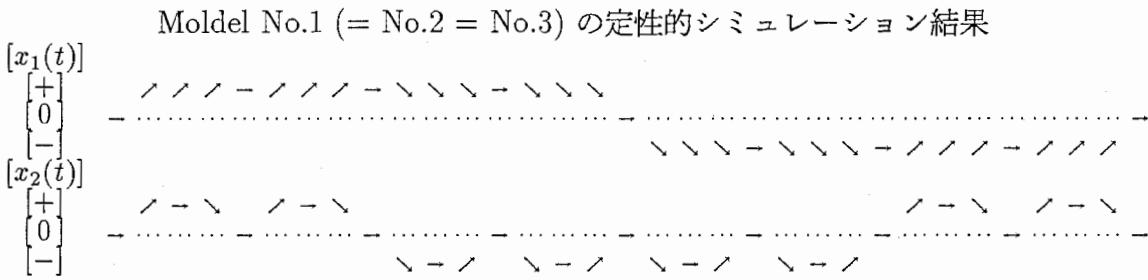 Moldel No.1 (= No.2 = No.3) の定性的シミュレーション結果
[x₁(t)]
[+] ↗ ↗ ↗ → ↗ ↗ ↗ → ↘ ↘ ↘ → ↘ ↘ ↘
[0] → ⋯ → ⋯ →
[−] ↘ ↘ ↘ → ↘ ↘ ↘ → ↗ ↗ ↗ → ↗ ↗ ↗
[x₂(t)]
[+] ↗ → ↘ ↗ → ↘ ↗ → ↘ ↗ → ↘
[0] → ⋯ → ⋯ → ⋯ → ⋯ → ⋯ → ⋯ → ⋯ → ⋯ →
[−] ↘ → ↗ ↘ → ↗ ↘ → ↗ ↘ → ↗